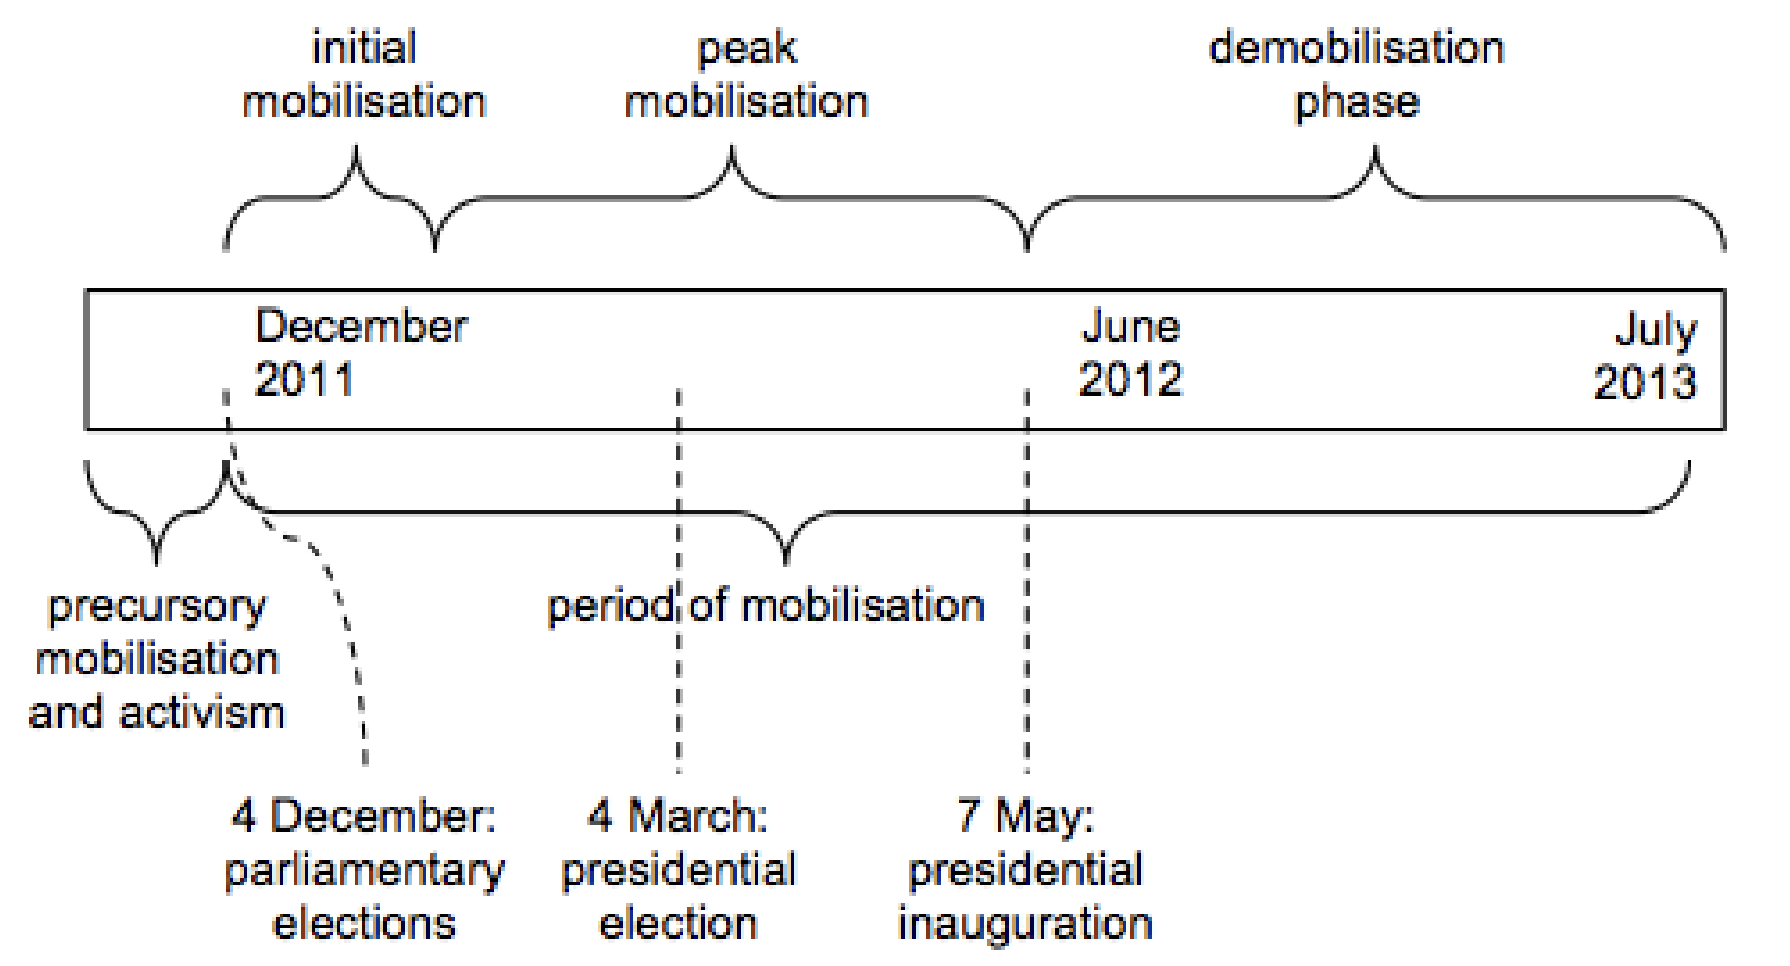 initial
mobilisation
peak
mobilisation
demobilisation
phase
December
2011
June
2012
July
2013
precursory
mobilisation
and activism
period of mobilisation
4 December:
parliamentary
elections
4 March:
presidential
election
7 May:
presidential
inauguration